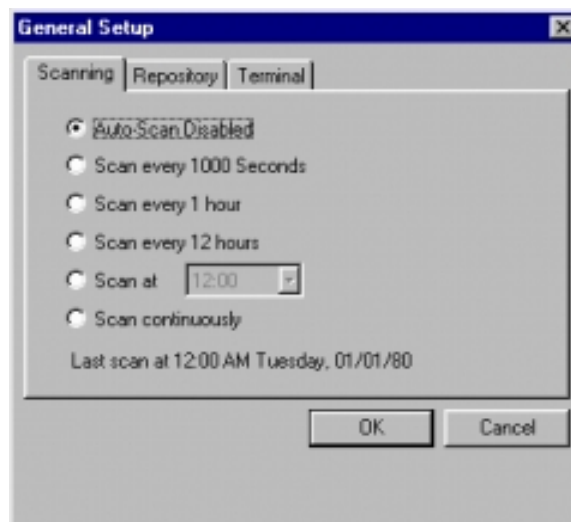 General Setup
Scanning Repository Terminal
Auto-Scan Disabled
Scan every 1000 Seconds
Scan every 1 hour
Scan every 12 hours
Scan at 12:00
Scan continuously
Last scan at 12:00 AM Tuesday, 01/01/80
OK Cancel